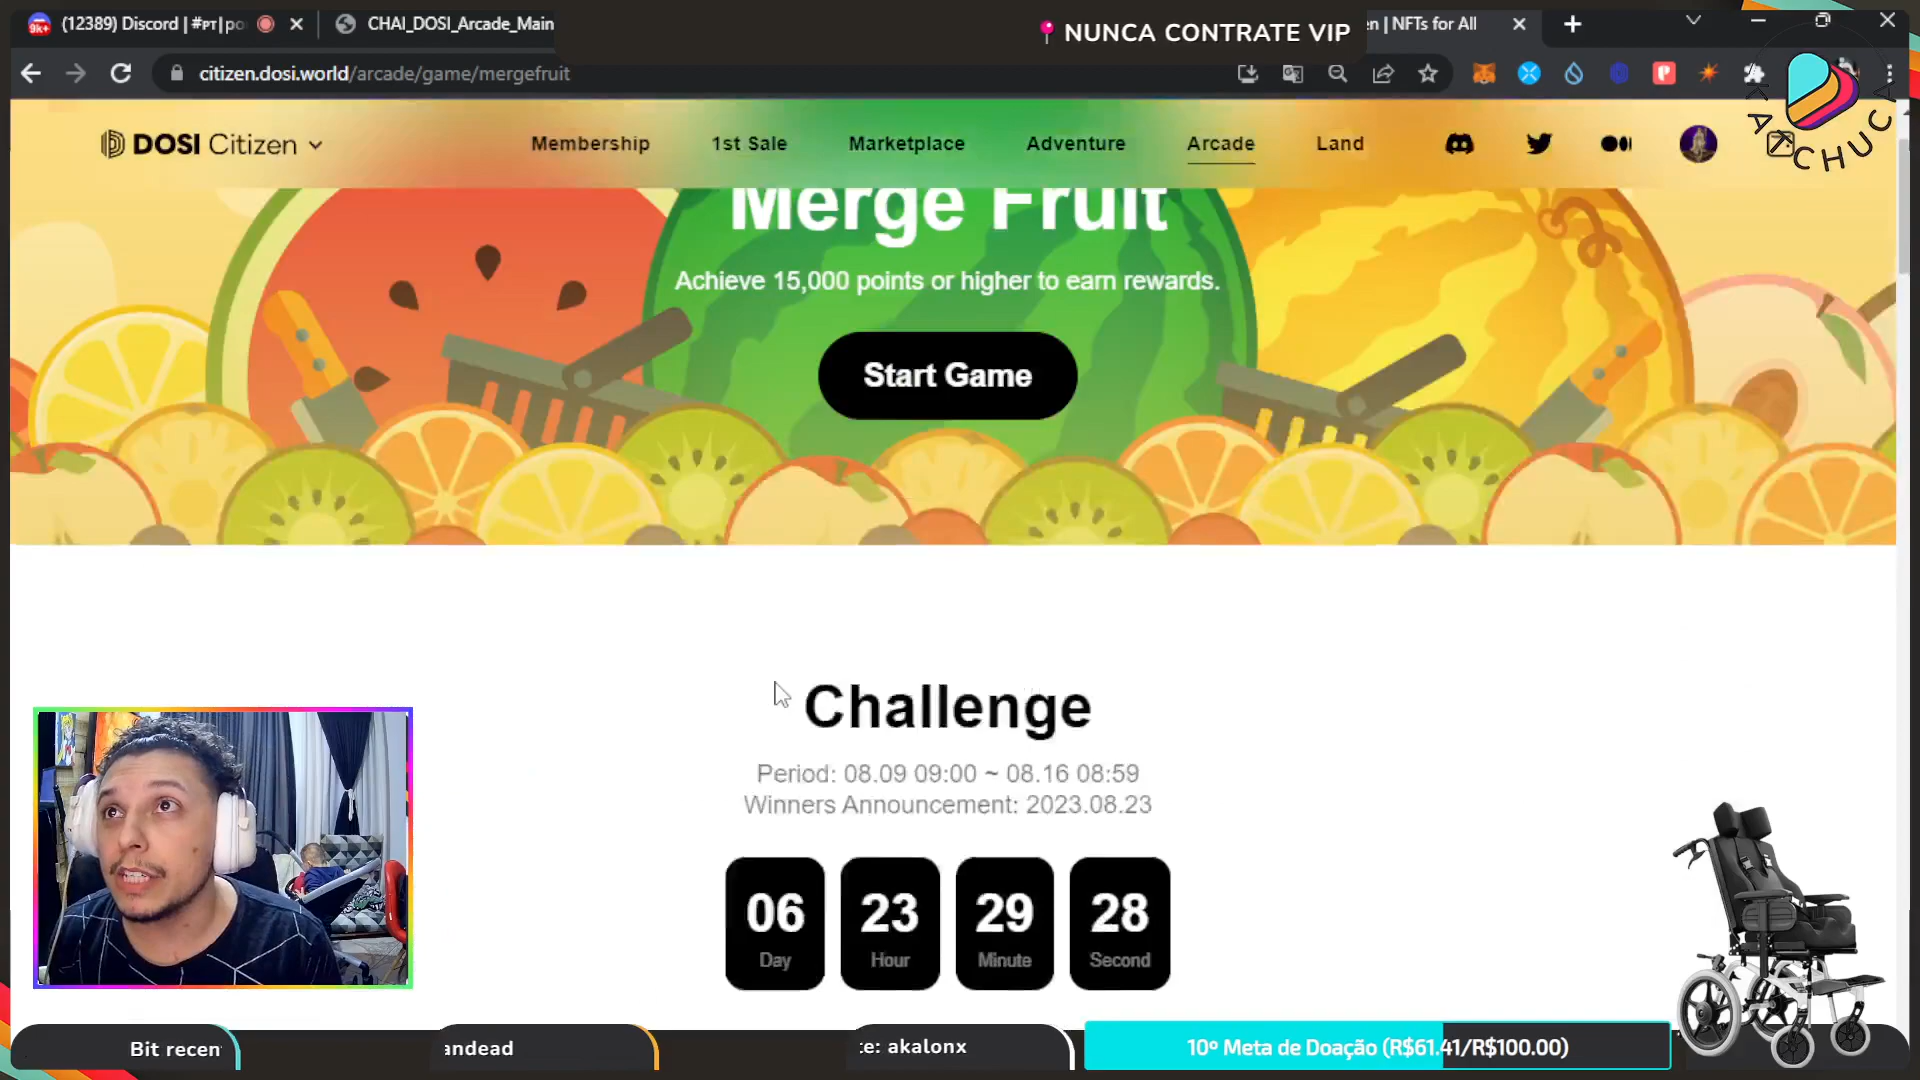 (12389) Discord | #PT|po
CHAI_DOSI_Arcade_Main
NUNCA CONTRATE VIP
en | NFTs for All
9k+
citizen.dosi.world/arcade/game/mergefruit
DOSI Citizen
Membership
1st Sale
Marketplace
Adventure
Arcade
Land
KATCHUCA
Merge Fruit
Achieve 15,000 points or higher to earn rewards.
Start Game
Challenge
Period: 08.09 09:00 ~ 08.16 08:59
Winners Announcement: 2023.08.23
06 23 29 28
Day Hour Minute Second
Bit recen
andead
te: akalonx
10º Meta de Doação (R$61.41/R$100.00)